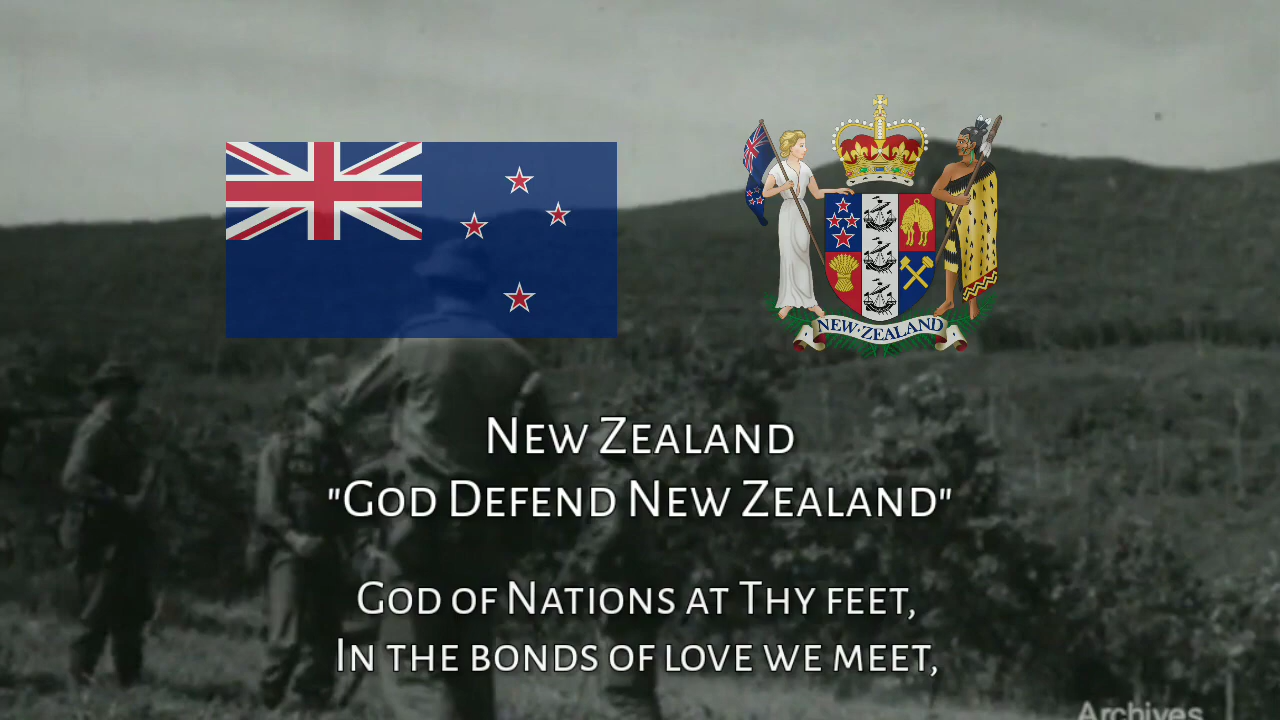 NEW·ZEALAND
NEW ZEALAND
"GOD DEFEND NEW ZEALAND"
GOD OF NATIONS AT THY FEET,
IN THE BONDS OF LOVE WE MEET,
Archives